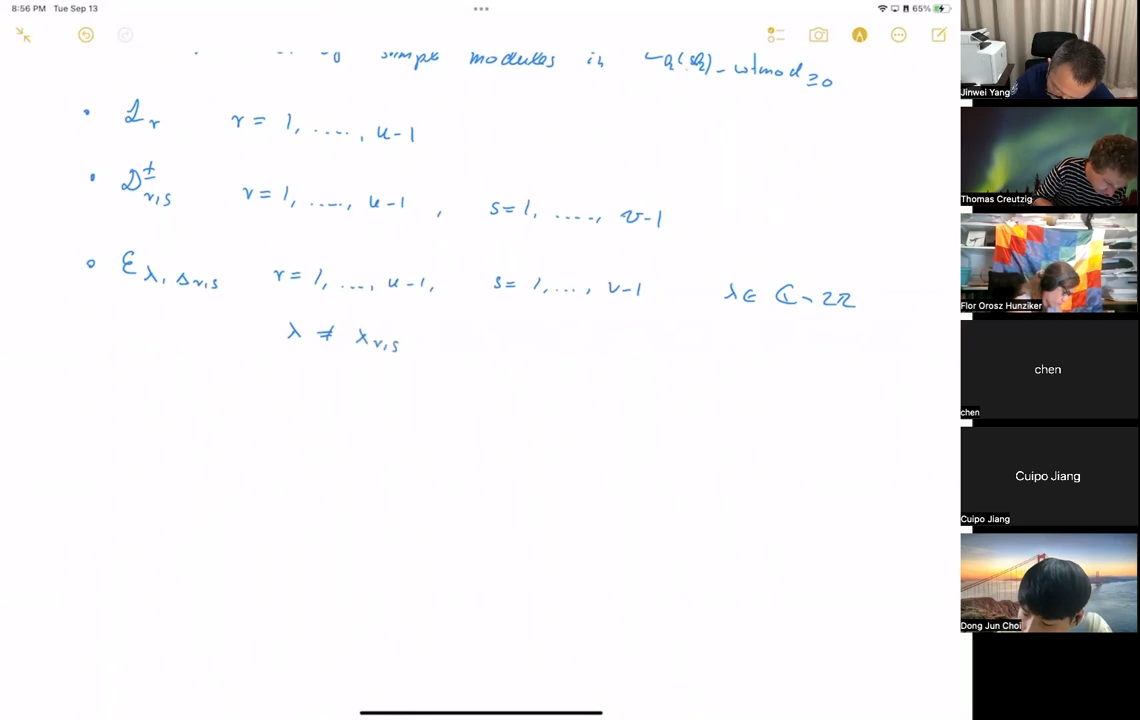 8:56 PM Tue Sep 13
65%
simple modules in L_k(sl_2)-wtmod ≥0
• ℒ_r r = 1, ....., u-1
• 𝒟^±_{r,s} r = 1, ....., u-1 , s = 1, ....., v-1
• ℰ_{λ, Δ_{r,s}} r = 1, ...., u-1, s = 1, ..., v-1 λ ∈ ℂ \ 2ℤ
λ ≠ λ_{r,s}
Jinwei Yang
Thomas Creutzig
Flor Orosz Hunziker
chen
chen
Cuipo Jiang
Cuipo Jiang
Dong Jun Choi